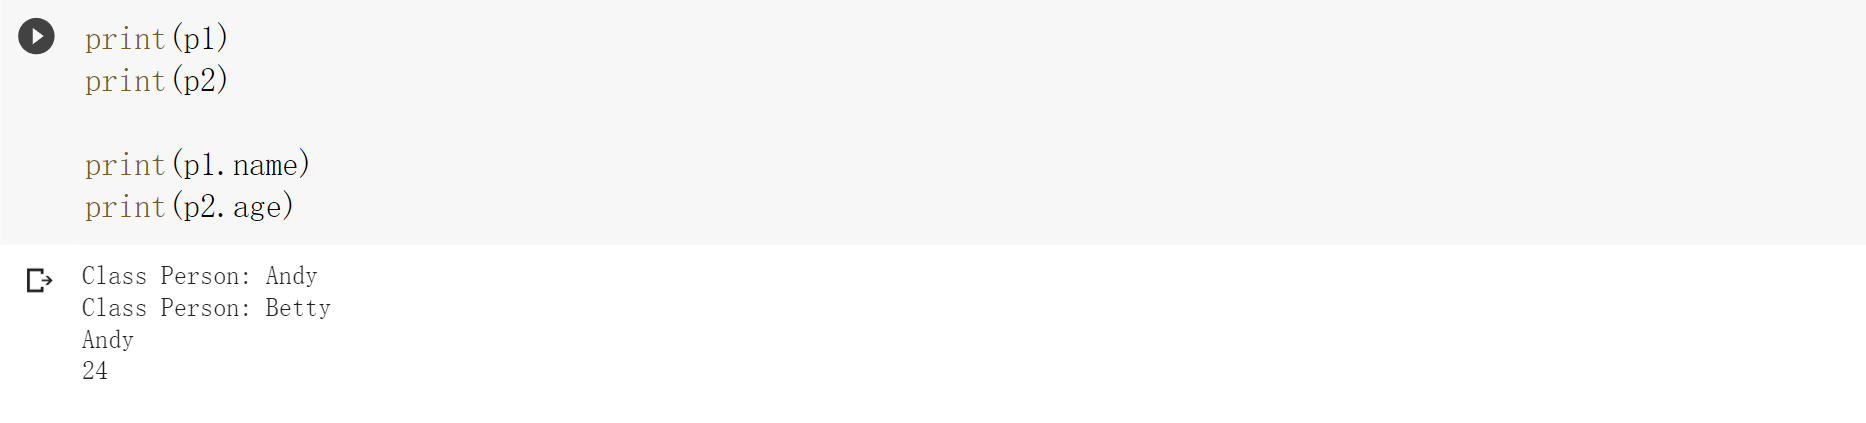 print(p1)
print(p2)
print(p1.name)
print(p2.age)
Class Person: Andy
Class Person: Betty
Andy
24